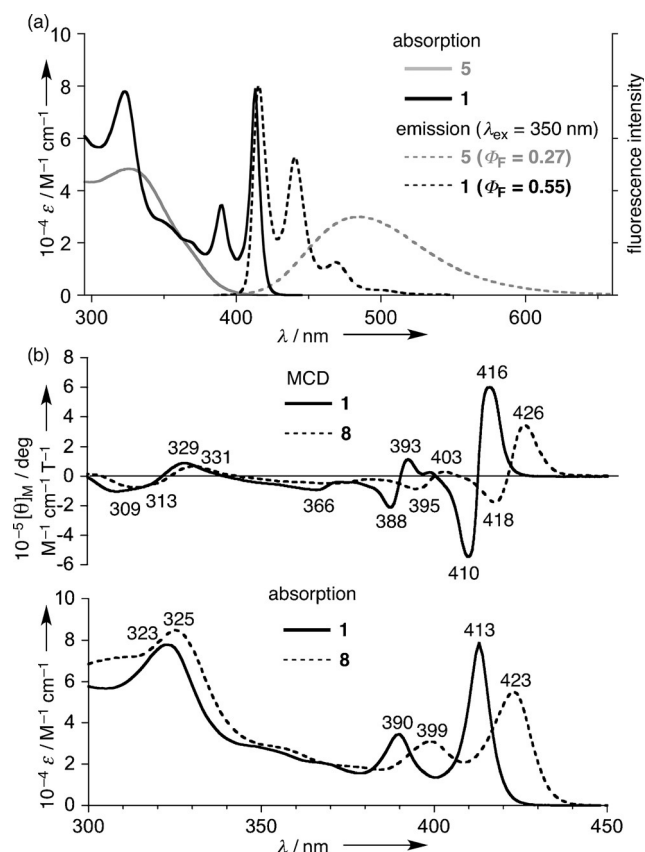 (a)
absorption
5
1
emission (λex = 350 nm)
5 (ΦF = 0.27)
1 (ΦF = 0.55)
10⁻⁴ ε / M⁻¹ cm⁻¹
10
8
6
4
2
0
fluorescence intensity
300 400 500 600
λ / nm
(b)
MCD
1
8
10⁻⁵[θ]M / deg
M⁻¹ cm⁻¹ T⁻¹
8
6
4
2
0
-2
-4
-6
416
426
393
403
329
331
309
313
366
388
395
418
410
absorption
1
8
10⁻⁴ ε / M⁻¹ cm⁻¹
10
8
6
4
2
0
323
325
390
399
413
423
300 350 400 450
λ / nm